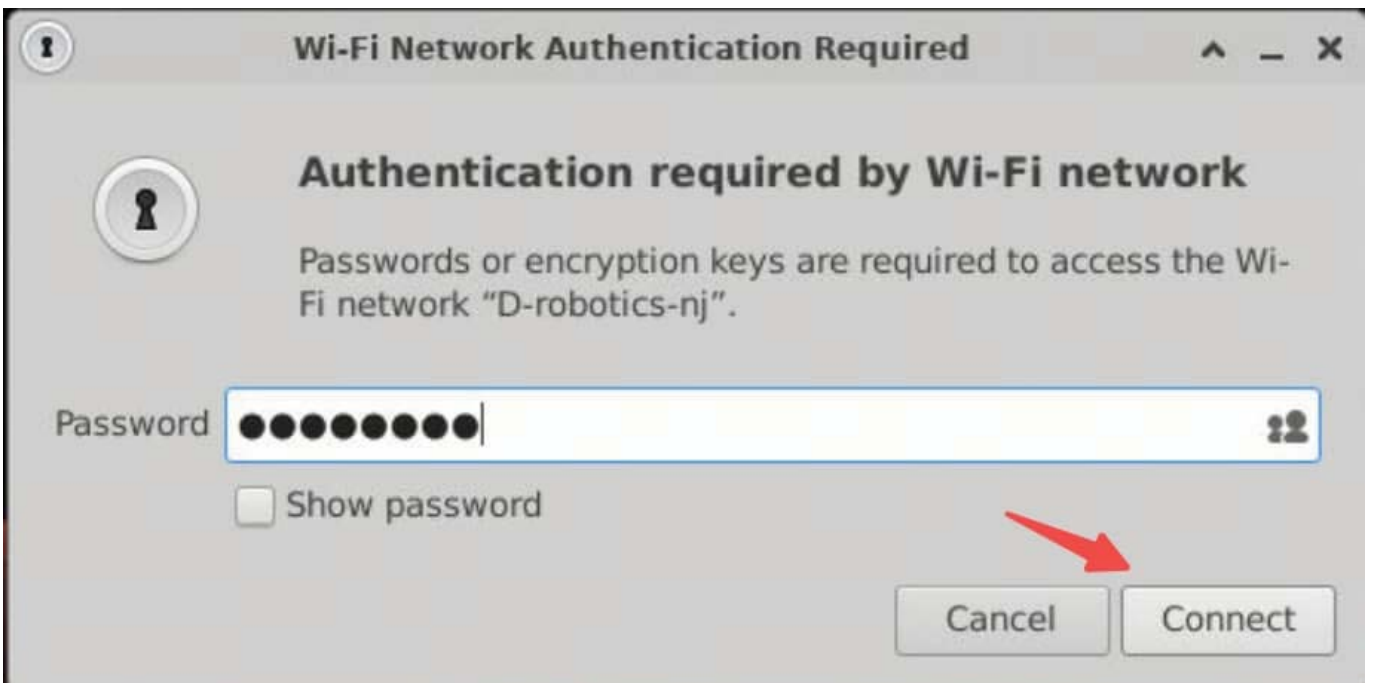 Wi-Fi Network Authentication Required
Authentication required by Wi-Fi network
Passwords or encryption keys are required to access the Wi-
Fi network “D-robotics-nj”.
Password ●●●●●●●●
Show password
Cancel Connect